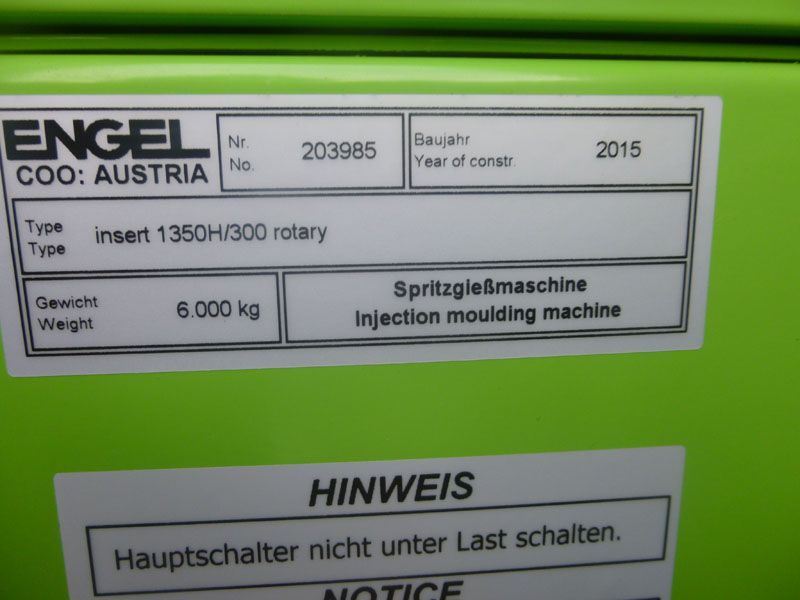 ENGEL
COO: AUSTRIA
Nr.
No.
203985
Baujahr
Year of constr.
2015
Type
Type
insert 1350H/300 rotary
Gewicht
Weight
6.000 kg
Spritzgießmaschine
Injection moulding machine
HINWEIS
Hauptschalter nicht unter Last schalten.
NOTICE